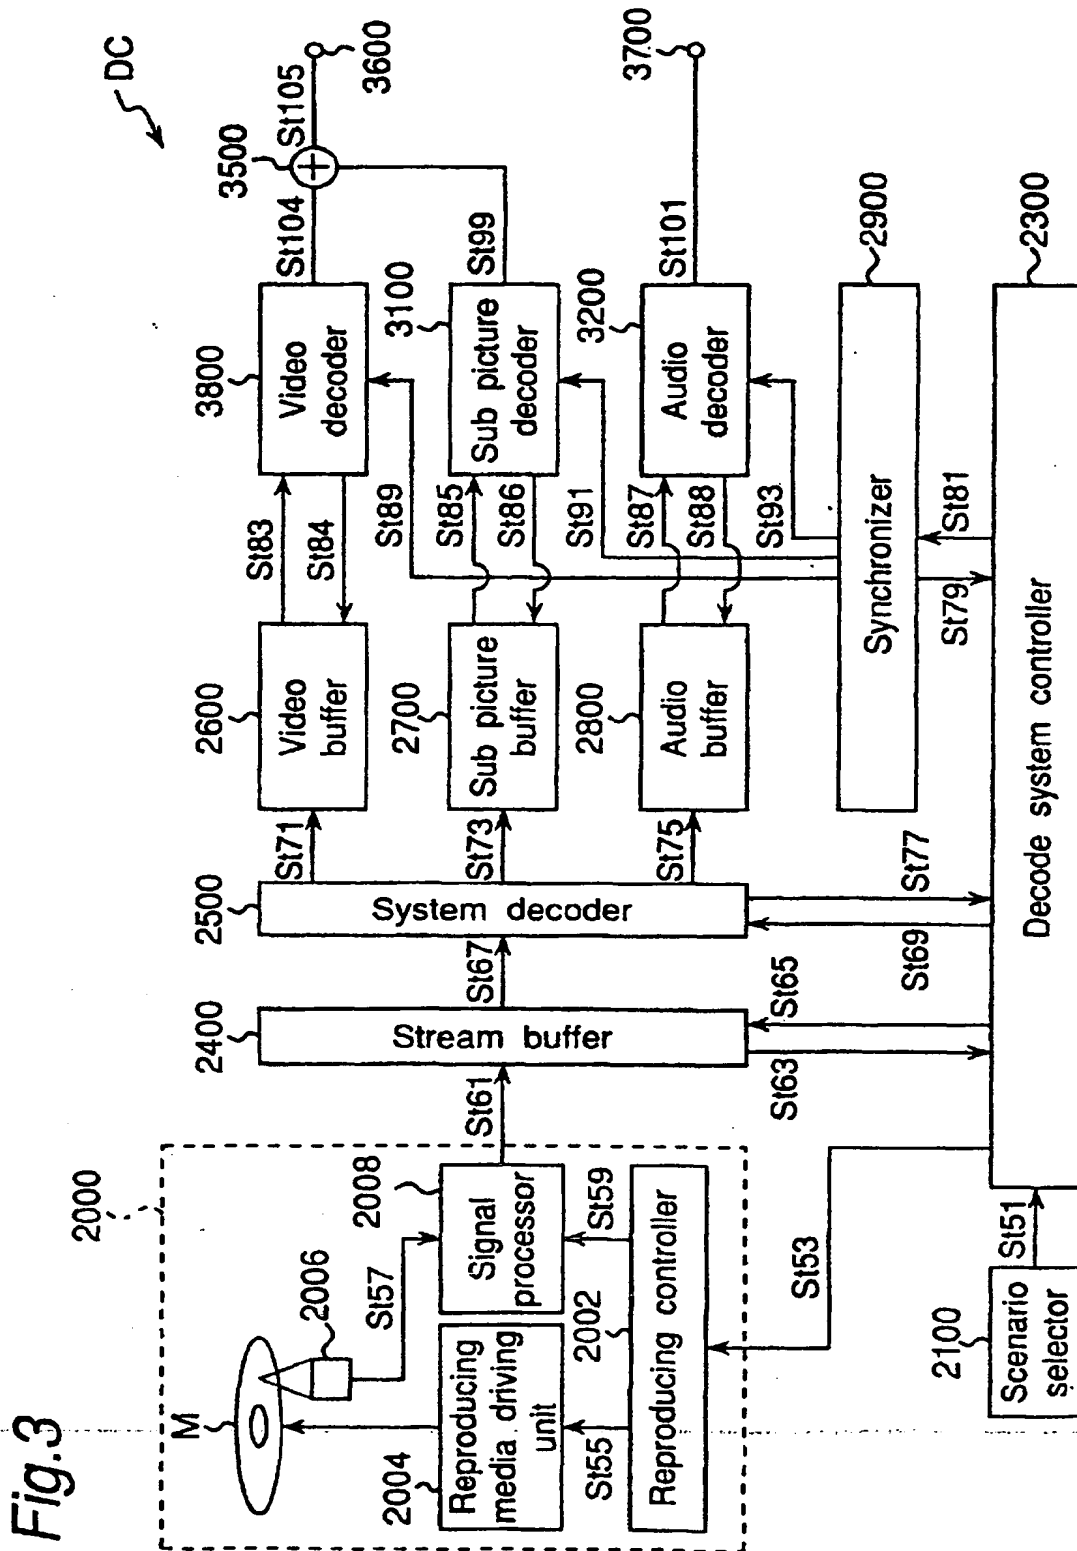 Fig.3
DC
2000
M
2006
St57
2004
Reproducing
media driving
unit
2008
Signal
processor
St55
St59
2002
Reproducing controller
St53
2100
Scenario
selector
St51
St61
2400
Stream buffer
St63
St65
St67
2500
System decoder
St69
St77
St71
St73
St75
2600
Video
buffer
2700
Sub picture
buffer
2800
Audio
buffer
St83
St84
St89
St85
St86
St91
St87
St88
St93
3800
Video
decoder
3100
Sub picture
decoder
3200
Audio
decoder
St104
3500
+
St105
3600
St99
St101
3700
2900
Synchronizer
St79
St81
2300
Decode system controller